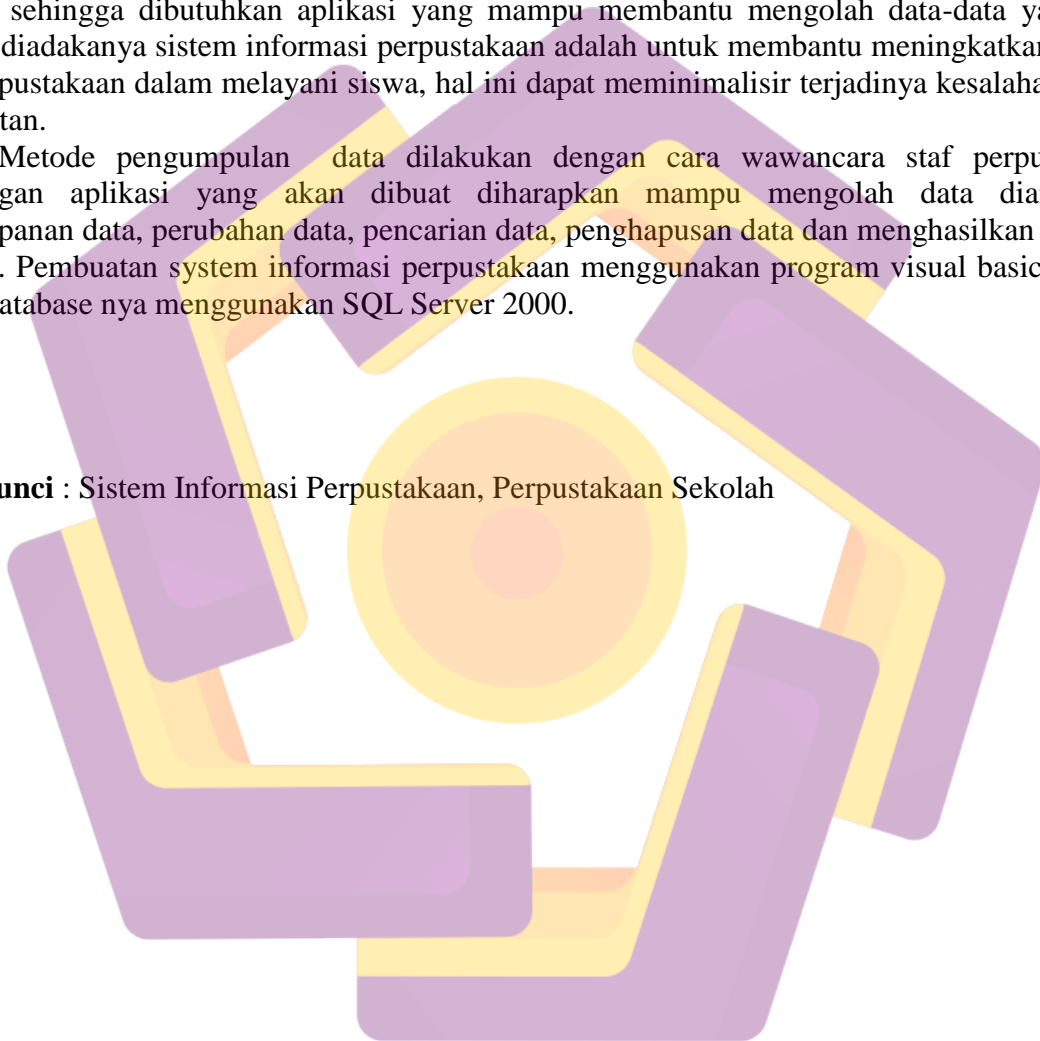 sehingga dibutuhkan aplikasi yang mampu membantu mengolah data-data ya
diadakanya sistem informasi perpustakaan adalah untuk membantu meningkatkan
pustakaan dalam melayani siswa, hal ini dapat meminimalisir terjadinya kesalaha
tan.
Metode pengumpulan data dilakukan dengan cara wawancara staf perpu
gan aplikasi yang akan dibuat diharapkan mampu mengolah data dia
panan data, perubahan data, pencarian data, penghapusan data dan menghasilkan
. Pembuatan system informasi perpustakaan menggunakan program visual basic
atabase nya menggunakan SQL Server 2000.
unci : Sistem Informasi Perpustakaan, Perpustakaan Sekolah